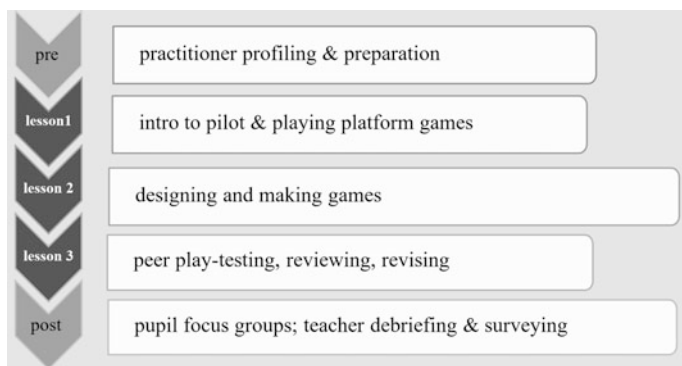 pre
practitioner profiling & preparation
lesson1
intro to pilot & playing platform games
lesson 2
designing and making games
lesson 3
peer play-testing, reviewing, revising
post
pupil focus groups; teacher debriefing & surveying